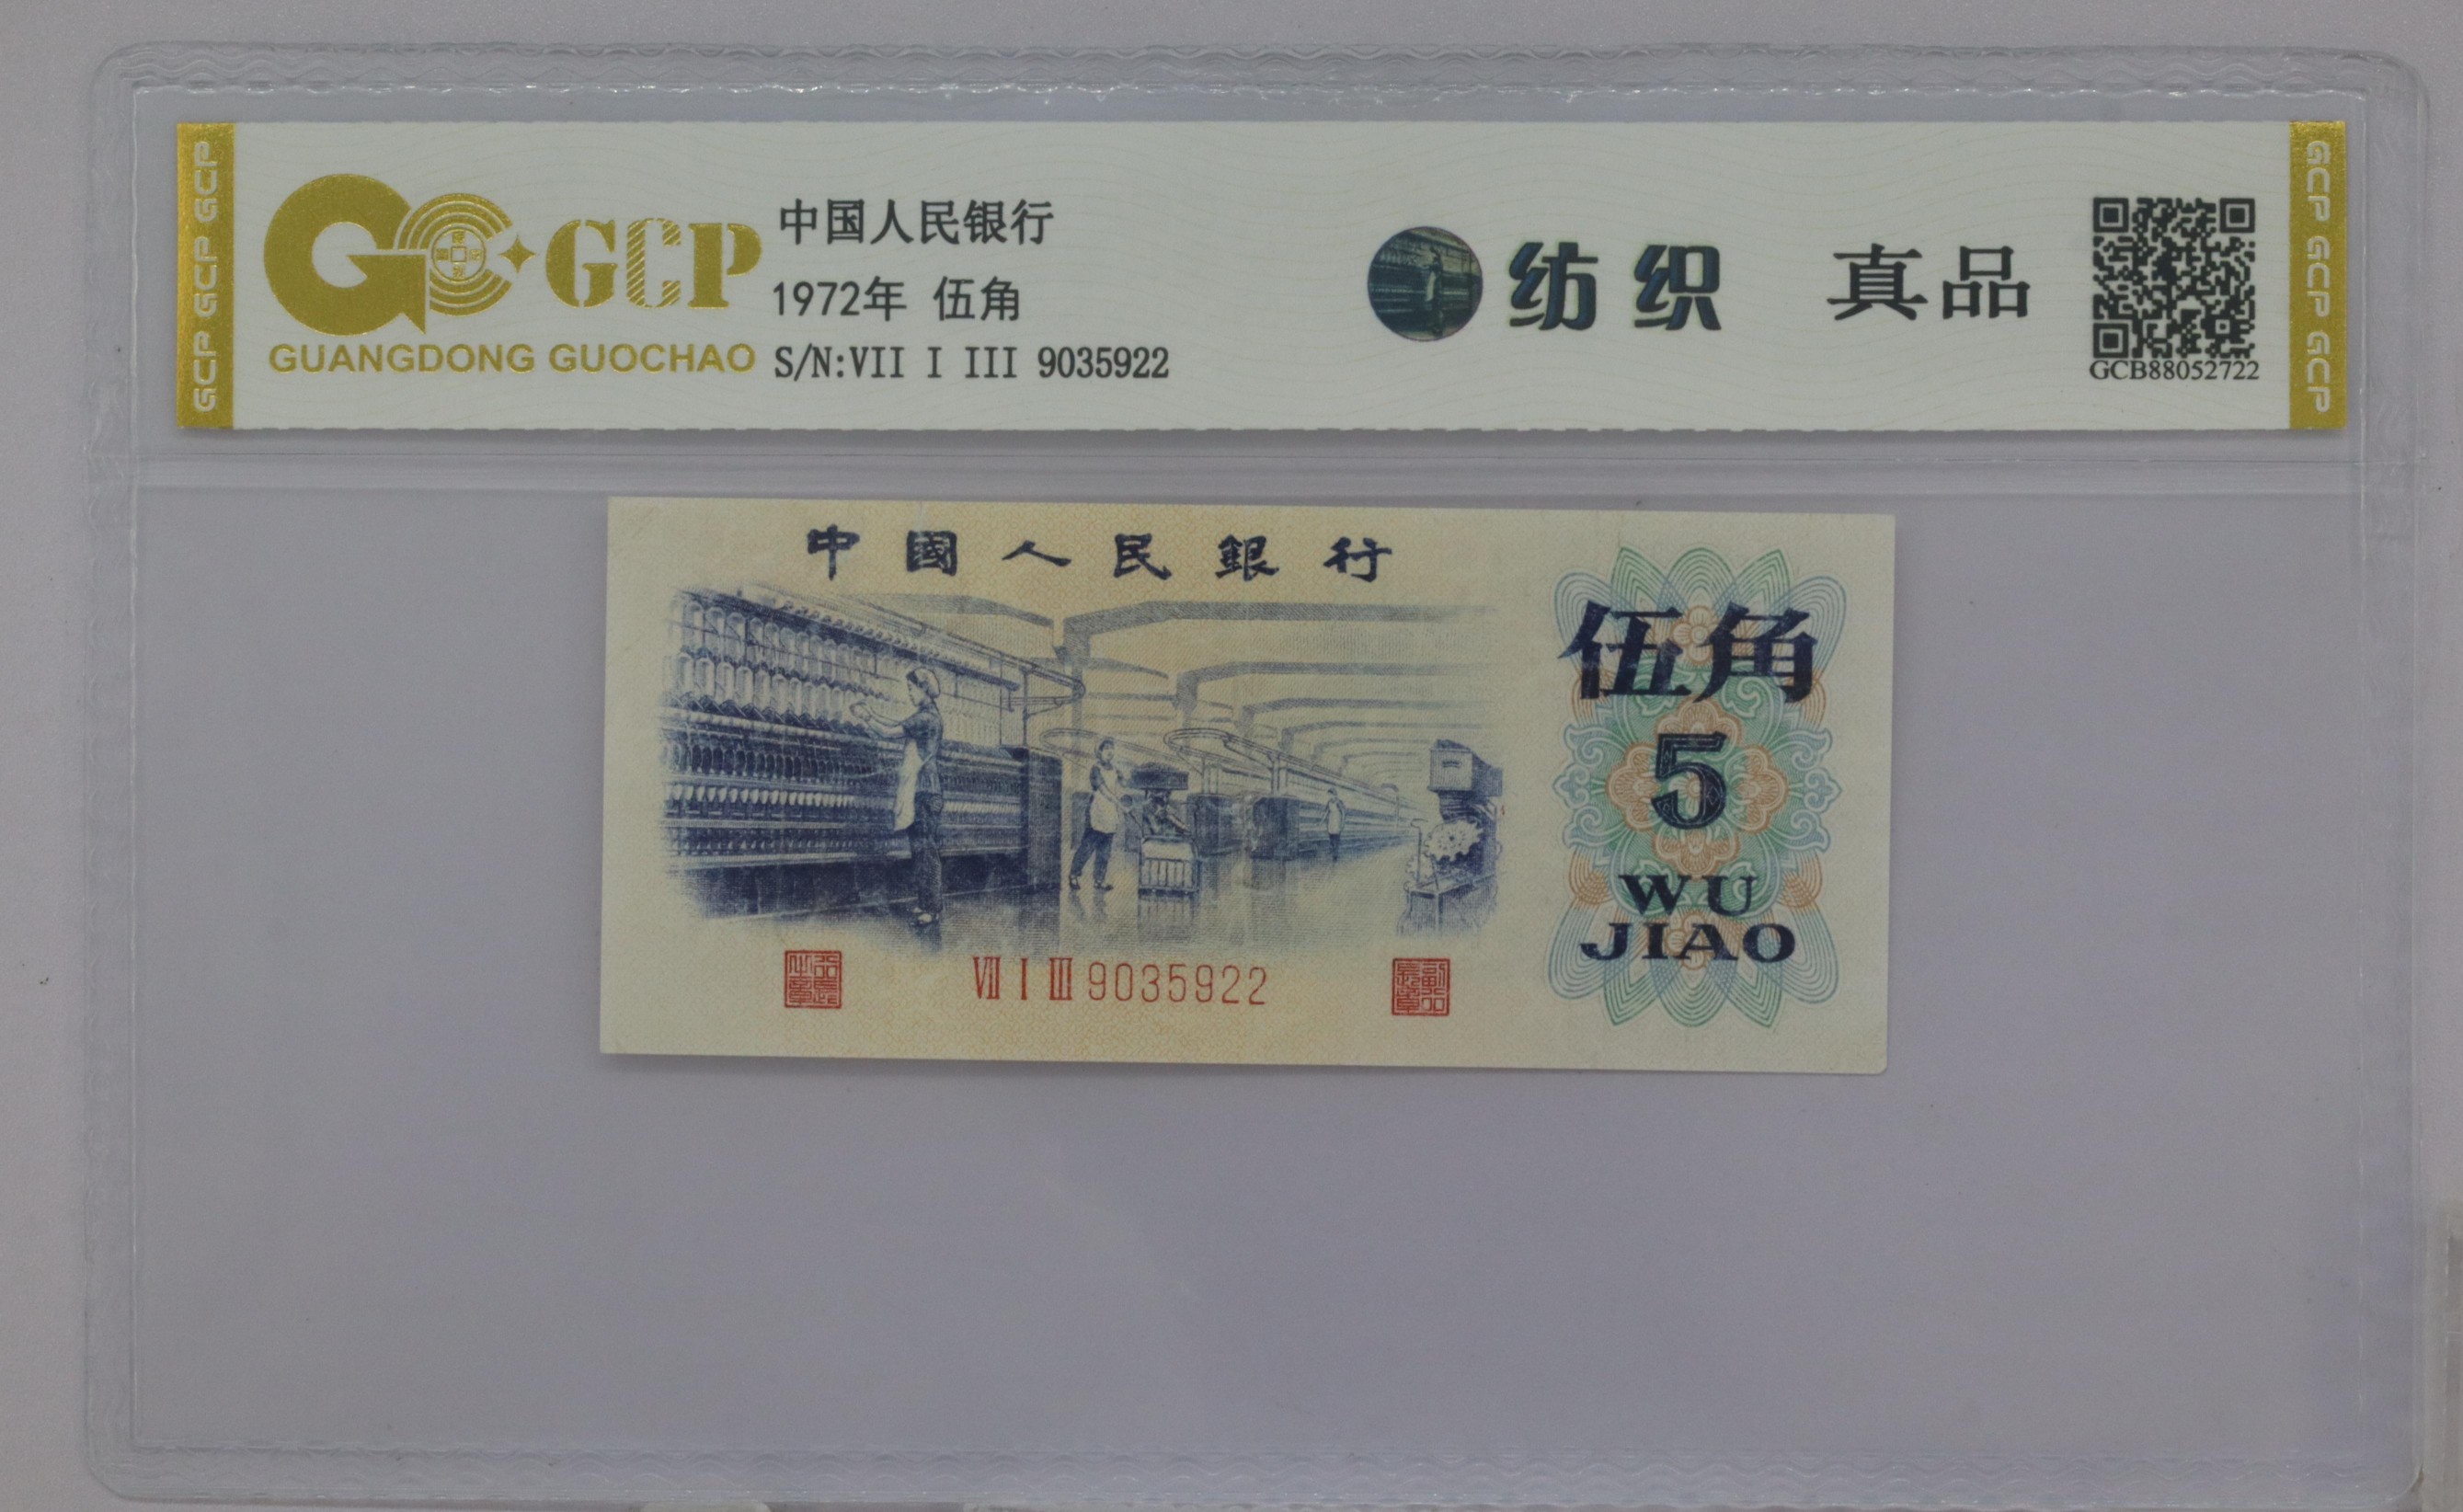 GCP GCP GCP
GCP
GUANGDONG GUOCHAO
中国人民银行
1972年 伍角
S/N:VII I III 9035922
纺织
真品
GCB88052722
GCP GCP GCP
中國人民銀行
伍角
5
WU
JIAO
Ⅶ Ⅰ Ⅲ 9035922